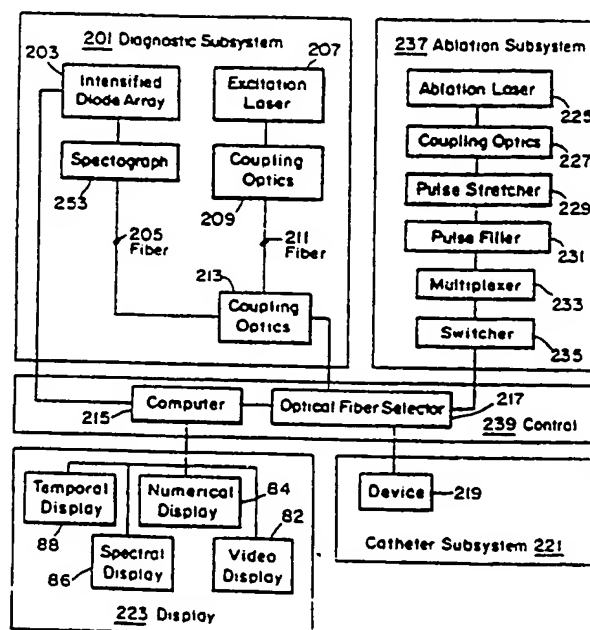 201 Diagnostic Subsystem
203
207
Intensified
Diode Array
Excitation
Laser
Spectograph
253
Coupling
Optics
209
205
Fiber
211
Fiber
213
Coupling
Optics
237 Ablation Subsystem
Ablation Laser
225
Coupling Optics
227
Pulse Stretcher
229
Pulse Filler
231
Multiplexer
233
Switcher
235
Computer
215
Optical Fiber Selector
217
239 Control
Temporal
Display
88
Numerical
Display
84
82
86
Spectral
Display
Video
Display
223 Display
Device
219
Catheter Subsystem 221